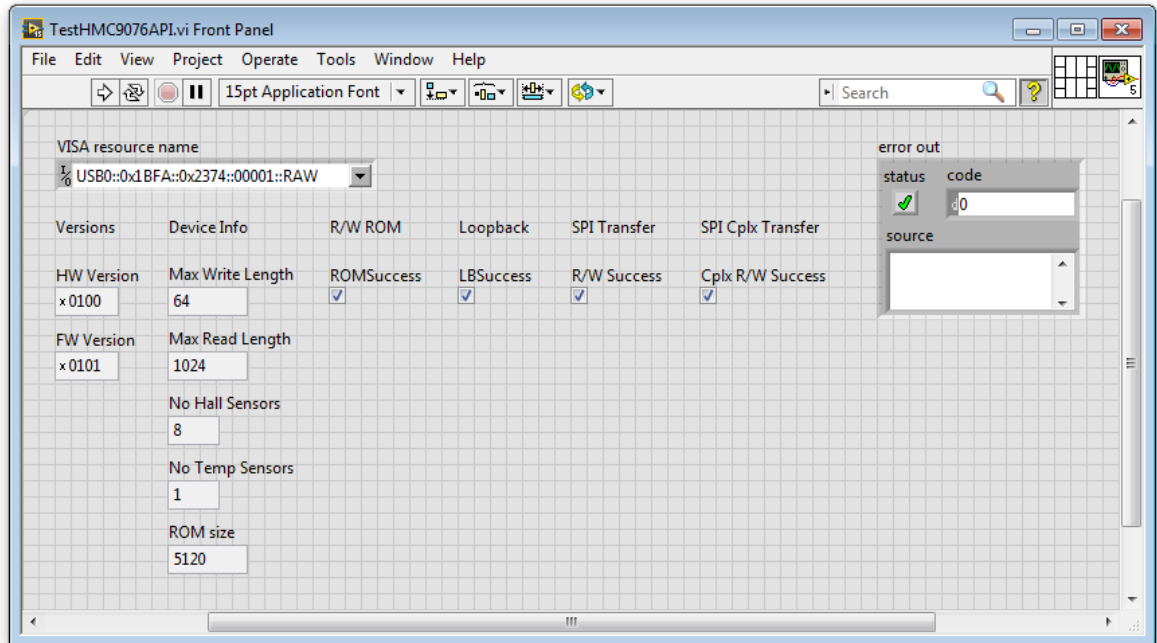 TestHMC9076API.vi Front Panel
File Edit View Project Operate Tools Window Help
15pt Application Font
Search
5
VISA resource name
USB0::0x1BFA::0x2374::00001::RAW
error out
status code
d0
source
Versions Device Info R/W ROM Loopback SPI Transfer SPI Cplx Transfer
HW Version Max Write Length ROMSuccess LBSuccess R/W Success Cplx R/W Success
x0100 64
FW Version Max Read Length
x0101 1024
No Hall Sensors
8
No Temp Sensors
1
ROM size
5120